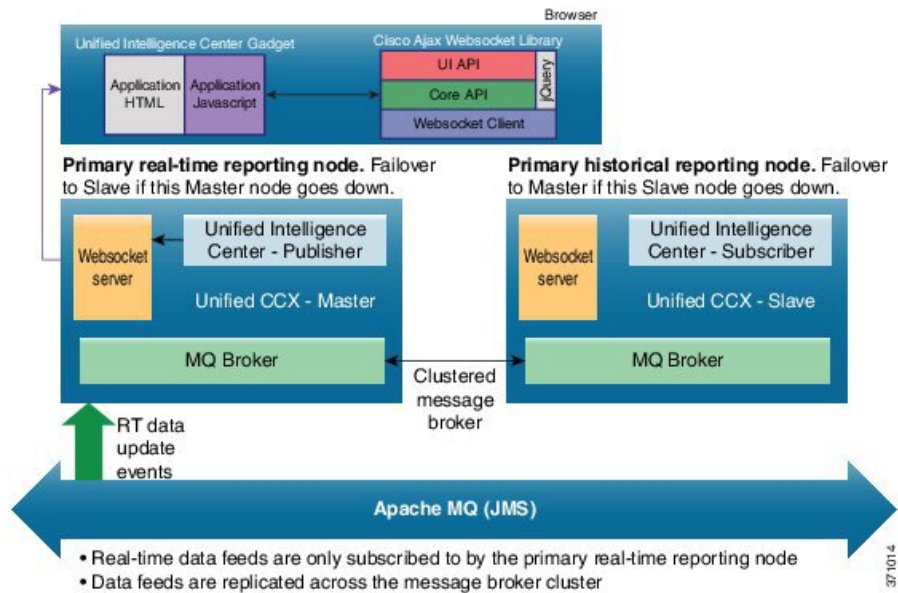 Browser
Unified Intelligence Center Gadget
Cisco Ajax Websocket Library
Application
HTML
Application
Javascript
UI API
Core API
jQuery
Websocket Client
Primary real-time reporting node. Failover
to Slave if this Master node goes down.
Primary historical reporting node. Failover
to Master if this Slave node goes down.
Websocket
server
Unified Intelligence
Center - Publisher
Unified CCX - Master
MQ Broker
Websocket
server
Unified Intelligence
Center - Subscriber
Unified CCX - Slave
MQ Broker
Clustered
message
broker
RT data
update
events
Apache MQ (JMS)
• Real-time data feeds are only subscribed to by the primary real-time reporting node
• Data feeds are replicated across the message broker cluster
371014